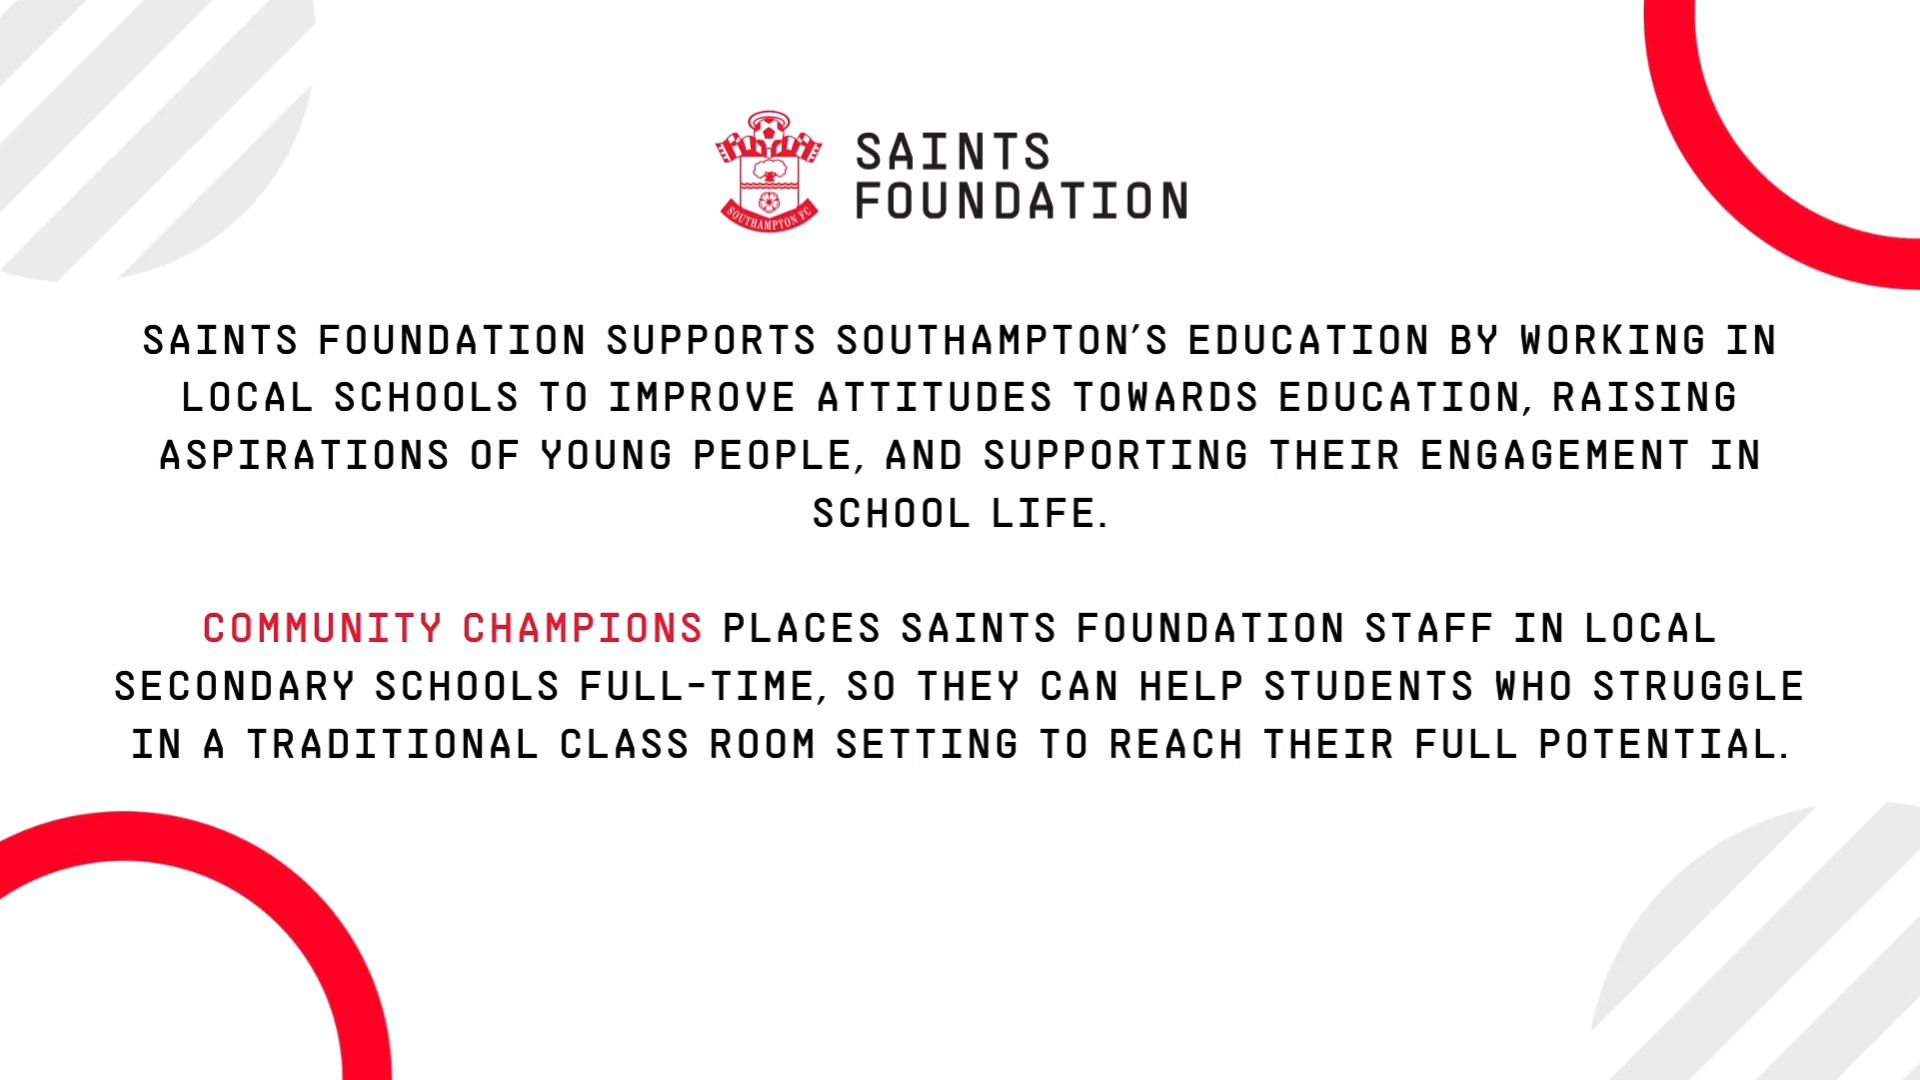 SAINTS
FOUNDATION
SOUTHAMPTON FC
SAINTS FOUNDATION SUPPORTS SOUTHAMPTON’S EDUCATION BY WORKING IN
LOCAL SCHOOLS TO IMPROVE ATTITUDES TOWARDS EDUCATION, RAISING
ASPIRATIONS OF YOUNG PEOPLE, AND SUPPORTING THEIR ENGAGEMENT IN
SCHOOL LIFE.
COMMUNITY CHAMPIONS PLACES SAINTS FOUNDATION STAFF IN LOCAL
SECONDARY SCHOOLS FULL-TIME, SO THEY CAN HELP STUDENTS WHO STRUGGLE
IN A TRADITIONAL CLASS ROOM SETTING TO REACH THEIR FULL POTENTIAL.